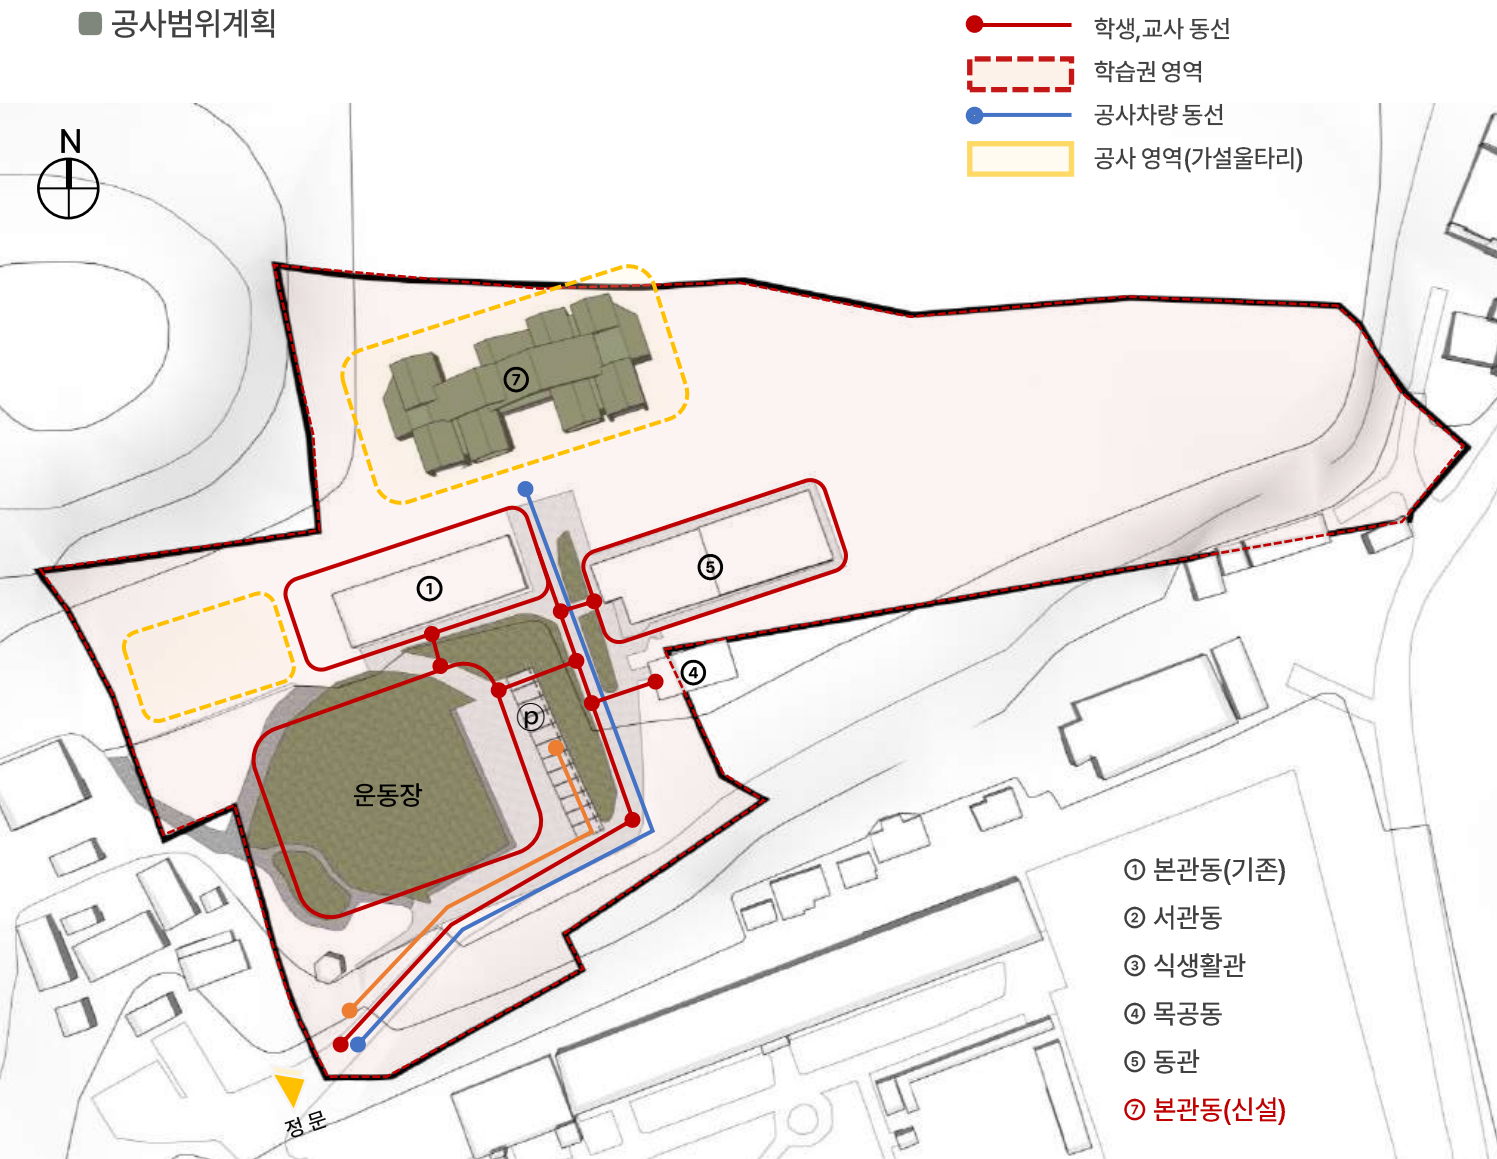 공사범위계획
학생,교사 동선
학습권 영역
공사차량 동선
공사 영역(가설울타리)
N
⑦
①
⑤
④
ⓟ
운동장
정문
① 본관동(기존)
② 서관동
③ 식생활관
④ 목공동
⑤ 동관
⑦ 본관동(신설)